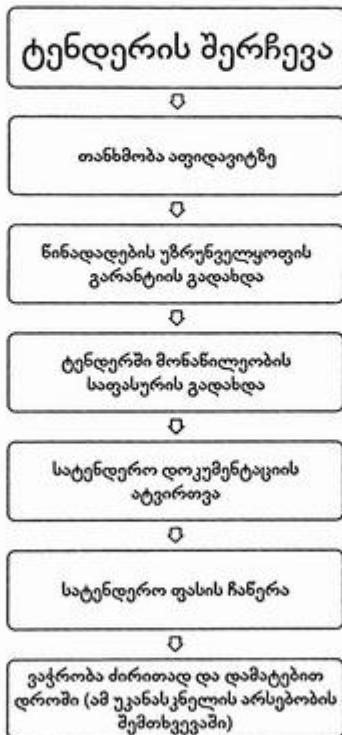 ტენდერის შერჩევა
თანხმობა აფიდავიტზე
წინადადების უზრუნველყოფის
გარანტიის გადახდა
ტენდერში მონაწილეობის
საფასურის გადახდა
სატენდერო დოკუმენტაციის
ატვირთვა
სატენდერო ფასის ჩაწერა
ვაჭრობა ძირითად და დამატებით
დროში (ამ უკანასკნელის არსებობის
შემთხვევაში)